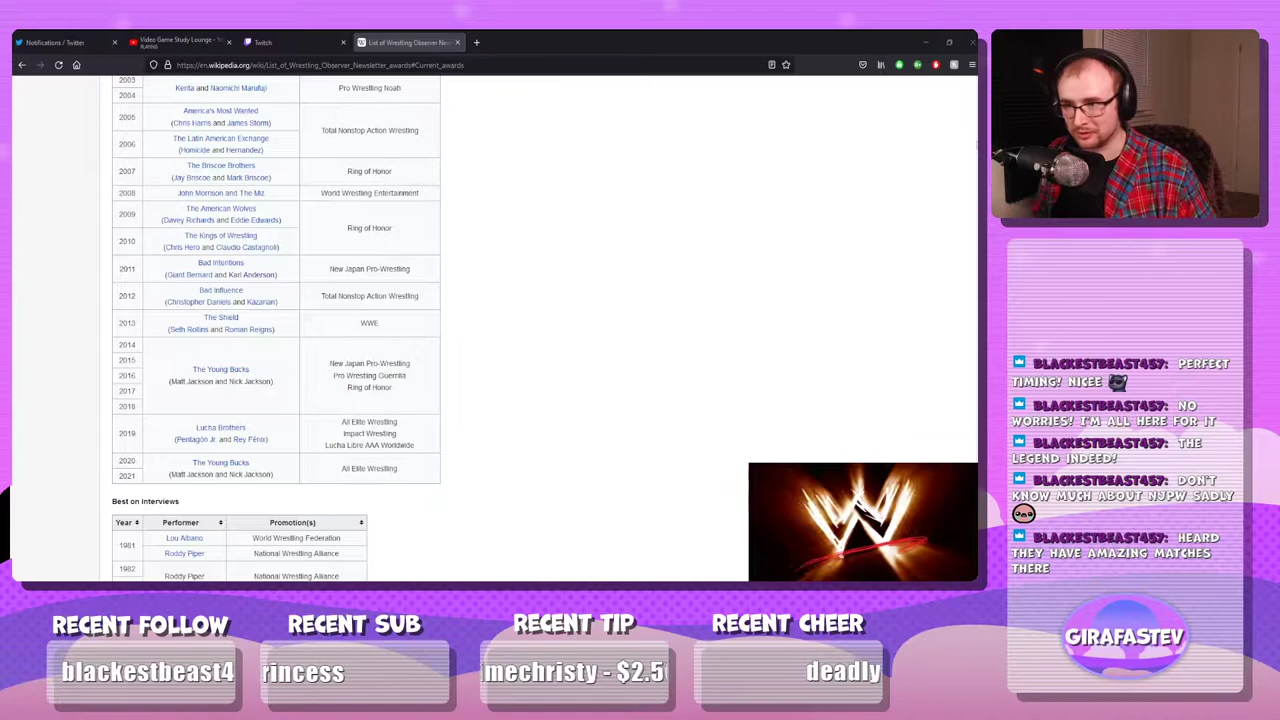 Notifications / Twitter
Video Game Study Lounge - Yo
PLAYING
Twitch
List of Wrestling Observer New
https://en.wikipedia.org/wiki/List_of_Wrestling_Observer_Newsletter_awards#Current_awards
2003
2004
Kenta and Naomichi Marufuji
Pro Wrestling Noah
2005
America's Most Wanted
(Chris Harris and James Storm)
Total Nonstop Action Wrestling
2006
The Latin American Exchange
(Homicide and Hernandez)
2007
The Briscoe Brothers
(Jay Briscoe and Mark Briscoe)
Ring of Honor
2008
John Morrison and The Miz
World Wrestling Entertainment
2009
The American Wolves
(Davey Richards and Eddie Edwards)
Ring of Honor
2010
The Kings of Wrestling
(Chris Hero and Claudio Castagnoli)
2011
Bad Intentions
(Giant Bernard and Karl Anderson)
New Japan Pro-Wrestling
2012
Bad Influence
(Christopher Daniels and Kazarian)
Total Nonstop Action Wrestling
2013
The Shield
(Seth Rollins and Roman Reigns)
WWE
2014
2015
2016
2017
2018
The Young Bucks
(Matt Jackson and Nick Jackson)
New Japan Pro-Wrestling
Pro Wrestling Guerrilla
Ring of Honor
2019
Lucha Brothers
(Pentagón Jr. and Rey Fénix)
All Elite Wrestling
Impact Wrestling
Lucha Libre AAA Worldwide
2020
2021
The Young Bucks
(Matt Jackson and Nick Jackson)
All Elite Wrestling
Best on Interviews
Year Performer Promotion(s)
1981
Lou Albano
World Wrestling Federation
Roddy Piper
National Wrestling Alliance
1982
Roddy Piper
National Wrestling Alliance
BLACKESTBEAST457: PERFECT
TIMING! NICEE
BLACKESTBEAST457: NO
WORRIES! I'M ALL HERE FOR IT
BLACKESTBEAST457: THE
LEGEND INDEED!
BLACKESTBEAST457: DON'T
KNOW MUCH ABOUT NJPW SADLY
BLACKESTBEAST457: HEARD
THEY HAVE AMAZING MATCHES
THERE
GIRAFASTEV
RECENT FOLLOW
blackestbeast4
RECENT SUB
rincess
RECENT TIP
mechristy - $2.5
RECENT CHEER
deadly